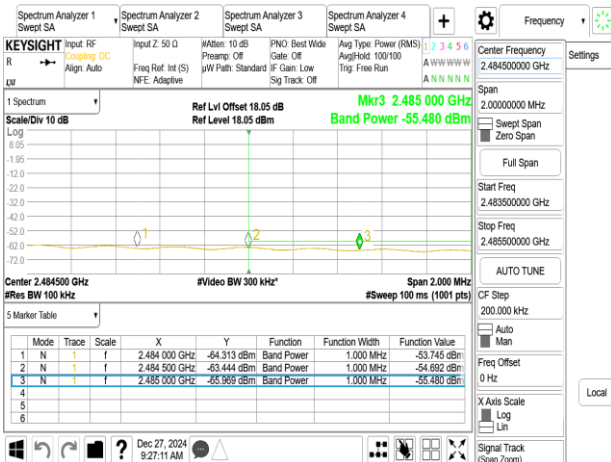 Spectrum Analyzer 1
Swept SA
Spectrum Analyzer 2
Swept SA
Spectrum Analyzer 3
Swept SA
Spectrum Analyzer 4
Swept SA
+
Frequency
Settings
KEYSIGHT
R
LXI
Input: RF
Coupling: DC
Align: Auto
Input Z: 50 Ω
Freq Ref: Int (S)
NFE: Adaptive
#Atten: 10 dB
Preamp: Off
µW Path: Standard
PNO: Best Wide
Gate: Off
IF Gain: Low
Sig Track: Off
Avg Type: Power (RMS)
Avg|Hold: 100/100
Trig: Free Run
1 2 3 4 5 6
A W W W W W
A N N N N N
1 Spectrum
Scale/Div 10 dB
Log
Ref Lvl Offset 18.05 dB
Ref Level 18.05 dBm
Mkr3 2.485 000 GHz
Band Power -55.480 dBm
8.05
-1.95
-12.0
-22.0
-32.0
-42.0
-52.0
-62.0
-72.0
1
2
3
Center 2.484500 GHz
#Res BW 100 kHz
#Video BW 300 kHz*
Span 2.000 MHz
#Sweep 100 ms (1001 pts)
5 Marker Table
Mode Trace Scale X Y Function Function Width Function Value
1 N 1 f 2.484 000 GHz -64.313 dBm Band Power 1.000 MHz -53.745 dBm
2 N 1 f 2.484 500 GHz -63.444 dBm Band Power 1.000 MHz -54.692 dBm
3 N 1 f 2.485 000 GHz -55.969 dBm Band Power 1.000 MHz -55.480 dBm
4
5
6
?
Dec 27, 2024
9:27:11 AM
Center Frequency
2.484500000 GHz
Span
2.00000000 MHz
Swept Span
Zero Span
Full Span
Start Freq
2.483500000 GHz
Stop Freq
2.485500000 GHz
AUTO TUNE
CF Step
200.000 kHz
Auto
Man
Freq Offset
0 Hz
X Axis Scale
Log
Lin
Signal Track
(Span Zoom)
Local